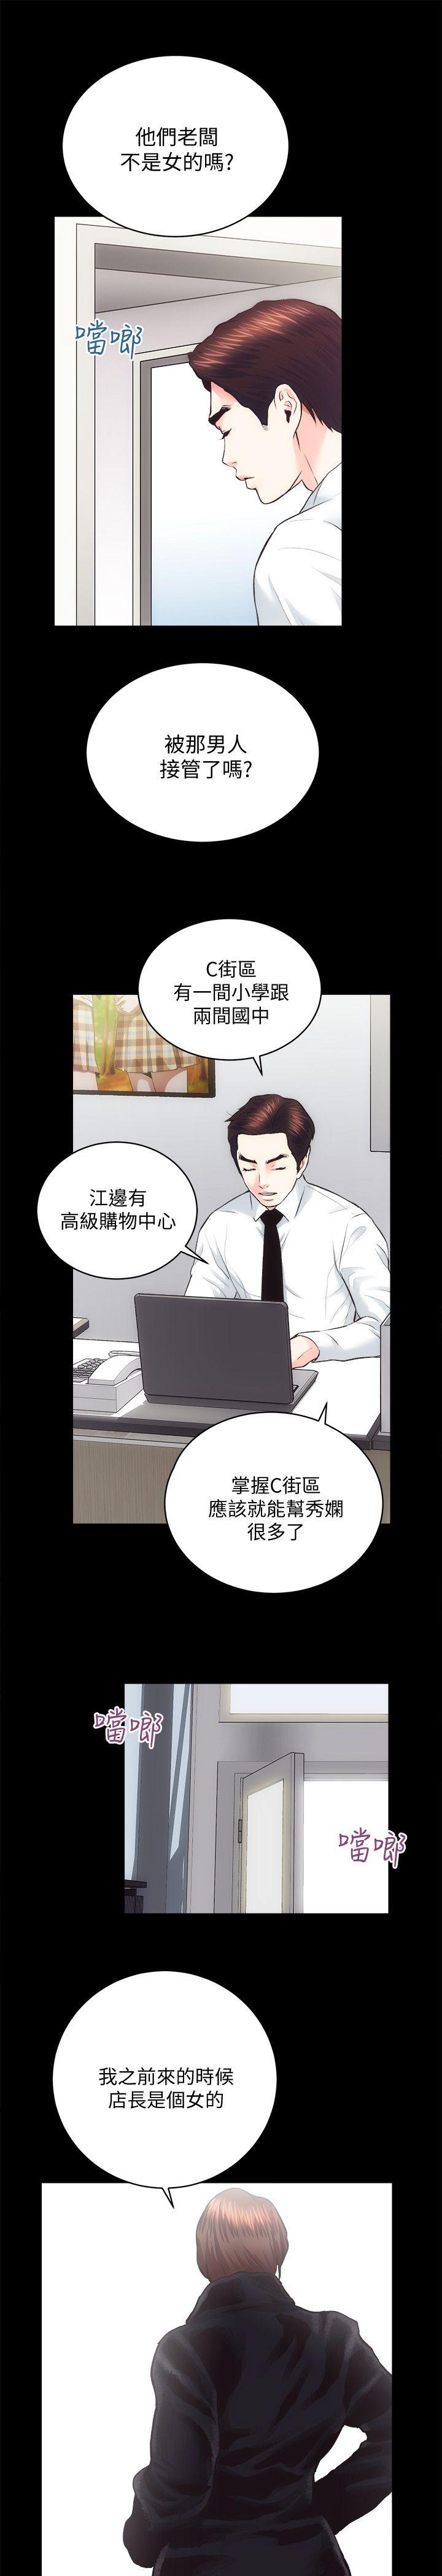 他們老闆
不是女的嗎?
噹啷
被那男人
接管了嗎?
C街區
有一間小學跟
兩間國中
江邊有
高級購物中心
掌握C街區
應該就能幫秀嫻
很多了
噹啷
噹啷
我之前來的時候
店長是個女的